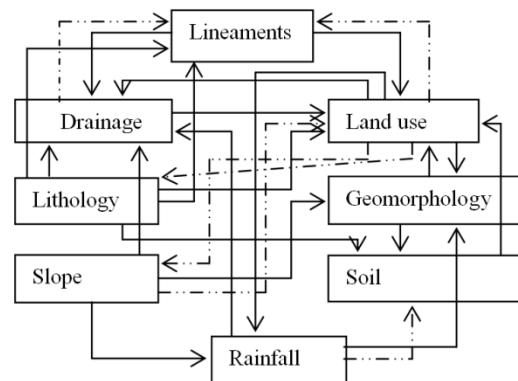 Lineaments
Drainage
Land use
Lithology
Geomorphology
Slope
Soil
Rainfall